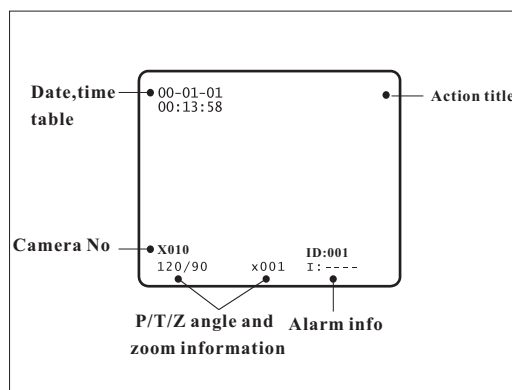 Date,time
table
00-01-01
00:13:58
Action title
Camera No
X010
ID:001
120/90 x001 I:----
P/T/Z angle and
zoom information
Alarm info